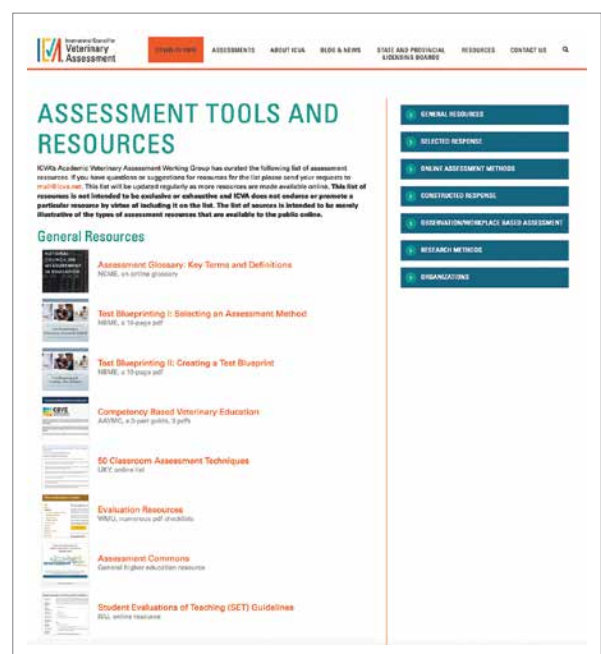 International Council for
Veterinary
Assessment
ASSESSMENTS
ABOUT ICVA
BLOG & NEWS
STATE AND PROVINCIAL
LICENSING BOARDS
RESOURCES
CONTACT US
ASSESSMENT TOOLS AND
RESOURCES
ICVA's Academic Veterinary Assessment Working Group has curated the following list of assessment
resources. If you have questions or suggestions for resources for the list please send your requests to
mail@icva.net. This list will be updated regularly as more resources are made available online. This list of
resources is not intended to be exclusive or exhaustive and ICVA does not endorse or promote a
particular resource by virtue of including it on the list. The list of sources is intended to be merely
illustrative of the types of assessment resources that are available to the public online.
General Resources
NATIONAL
COUNCIL ON
MEASUREMENT
IN EDUCATION
Assessment Glossary: Key Terms and Definitions
NCME, an online glossary
Test Blueprinting I: Selecting an Assessment Method
NBME, a 10-page pdf
Test Blueprinting II: Creating a Test Blueprint
NBME, a 10-page pdf
CBVE
Competency Based Veterinary Education
AAVMC, a 3-part guide, 3 pdfs
50 Classroom Assessment Techniques
UKY, online list
Evaluation Resources
WMU, numerous pdf checklists
Assessment Commons
General higher education resource
Student Evaluations of Teaching (SET) Guidelines
ISU, online resource
GENERAL RESOURCES
SELECTED RESPONSE
ONLINE ASSESSMENT METHODS
CONSTRUCTED RESPONSE
OBSERVATION/WORKPLACE BASED ASSESSMENT
RESEARCH METHODS
ORGANIZATIONS